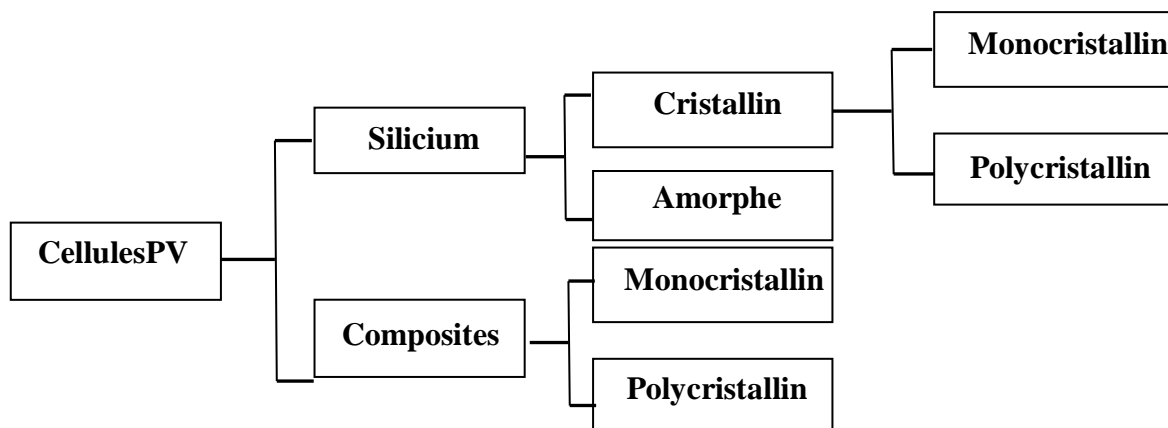 Monocristallin
Cristallin
Silicium
Polycristallin
Amorphe
CellulesPV
Monocristallin
Composites
Polycristallin